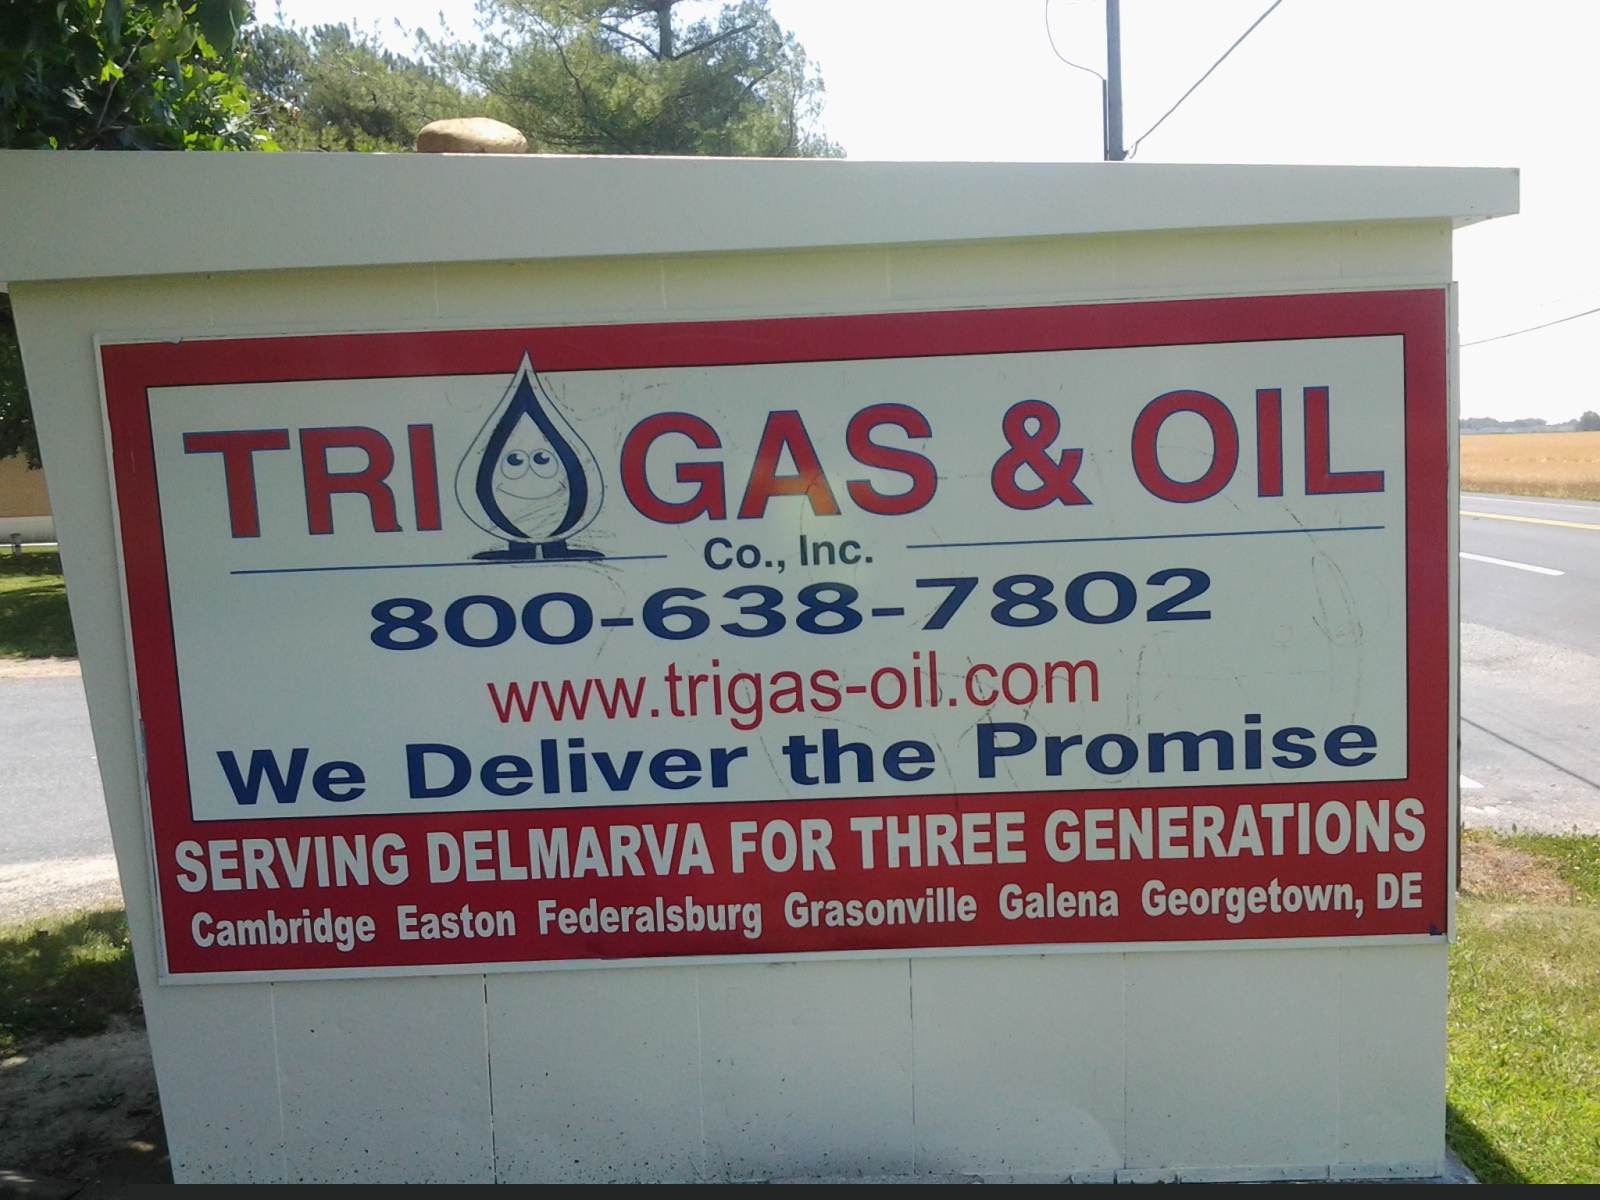 TRI GAS & OIL
Co., Inc.
800-638-7802
www.trigas-oil.com
We Deliver the Promise
SERVING DELMARVA FOR THREE GENERATIONS
Cambridge Easton Federalsburg Grasonville Galena Georgetown, DE